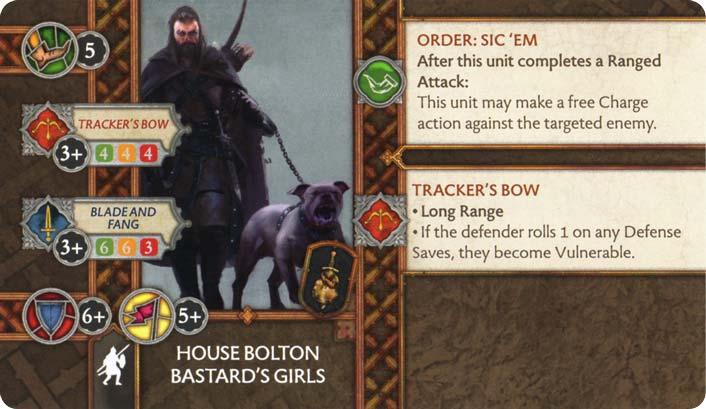 5
TRACKER'S BOW
3+ 4 4 4
BLADE AND
FANG
3+ 6 6 3
6+ 5+
HOUSE BOLTON
BASTARD'S GIRLS
ORDER: SIC 'EM
After this unit completes a Ranged
Attack:
This unit may make a free Charge
action against the targeted enemy.
TRACKER'S BOW
• Long Range
• If the defender rolls 1 on any Defense
Saves, they become Vulnerable.